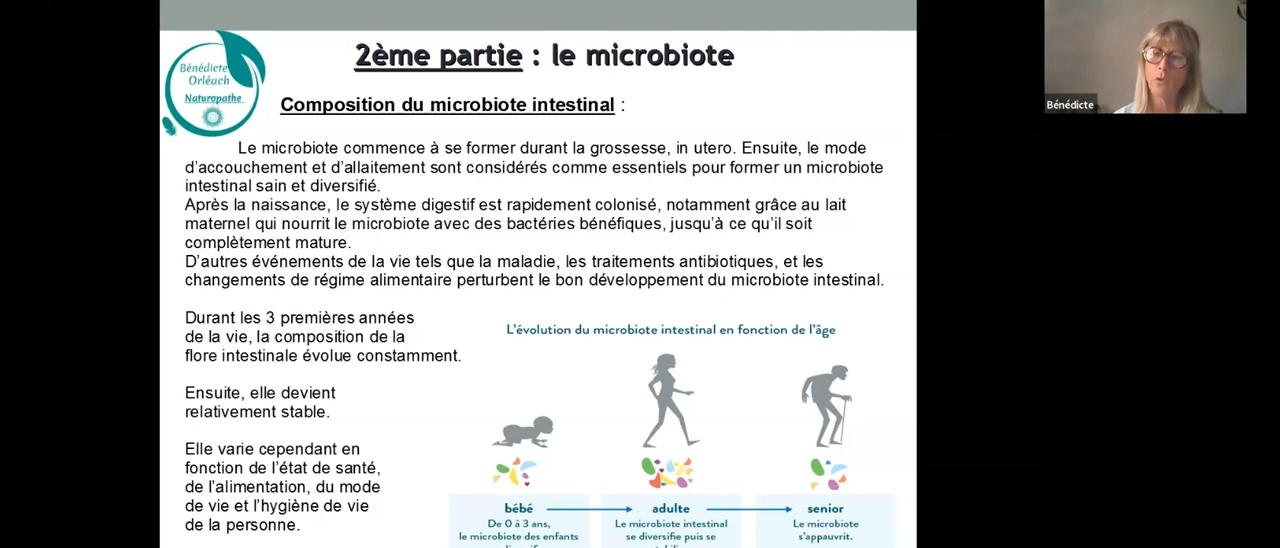 Bénédicte
Orléach
Naturopathe
2ème partie : le microbiote
Composition du microbiote intestinal :
Le microbiote commence à se former durant la grossesse, in utero. Ensuite, le mode
d'accouchement et d'allaitement sont considérés comme essentiels pour former un microbiote
intestinal sain et diversifié.
Après la naissance, le système digestif est rapidement colonisé, notamment grâce au lait
maternel qui nourrit le microbiote avec des bactéries bénéfiques, jusqu'à ce qu'il soit
complètement mature.
D'autres événements de la vie tels que la maladie, les traitements antibiotiques, et les
changements de régime alimentaire perturbent le bon développement du microbiote intestinal.
Durant les 3 premières années
de la vie, la composition de la
flore intestinale évolue constamment.
Ensuite, elle devient
relativement stable.
Elle varie cependant en
fonction de l'état de santé,
de l'alimentation, du mode
de vie et l'hygiène de vie
de la personne.
L'évolution du microbiote intestinal en fonction de l'âge
bébé
De 0 à 3 ans,
le microbiote des enfants
adulte
Le microbiote intestinal
se diversifie puis se
senior
Le microbiote
s'appauvrit.
Bénédicte